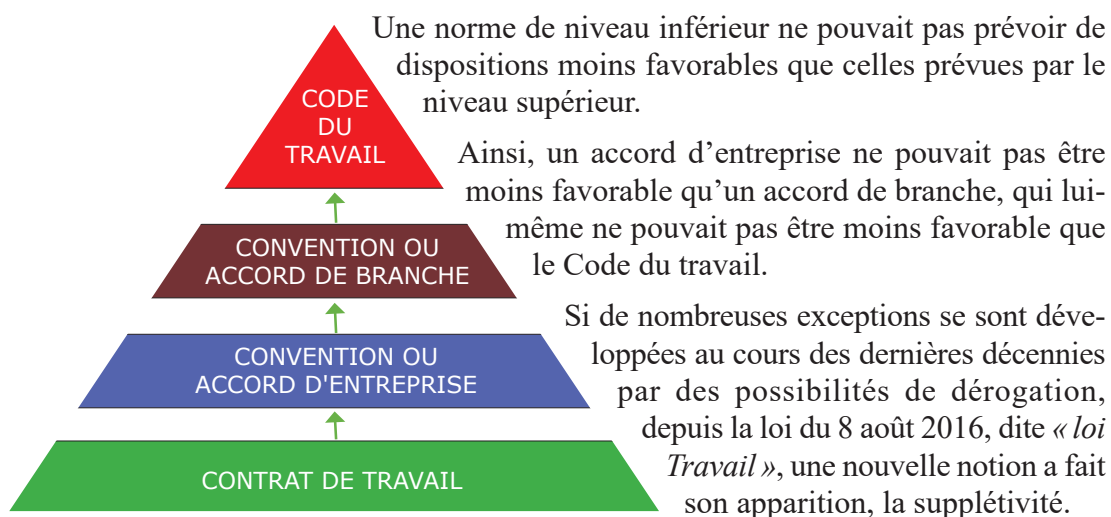 Une norme de niveau inférieur ne pouvait pas prévoir de
dispositions moins favorables que celles prévues par le
niveau supérieur.
Ainsi, un accord d’entreprise ne pouvait pas être
moins favorable qu’un accord de branche, qui lui-
même ne pouvait pas être moins favorable que
le Code du travail.
Si de nombreuses exceptions se sont déve-
loppées au cours des dernières décennies
par des possibilités de dérogation,
depuis la loi du 8 août 2016, dite « loi
Travail », une nouvelle notion a fait
son apparition, la supplétivité.
CODE
DU
TRAVAIL
CONVENTION OU
ACCORD DE BRANCHE
CONVENTION OU
ACCORD D'ENTREPRISE
CONTRAT DE TRAVAIL